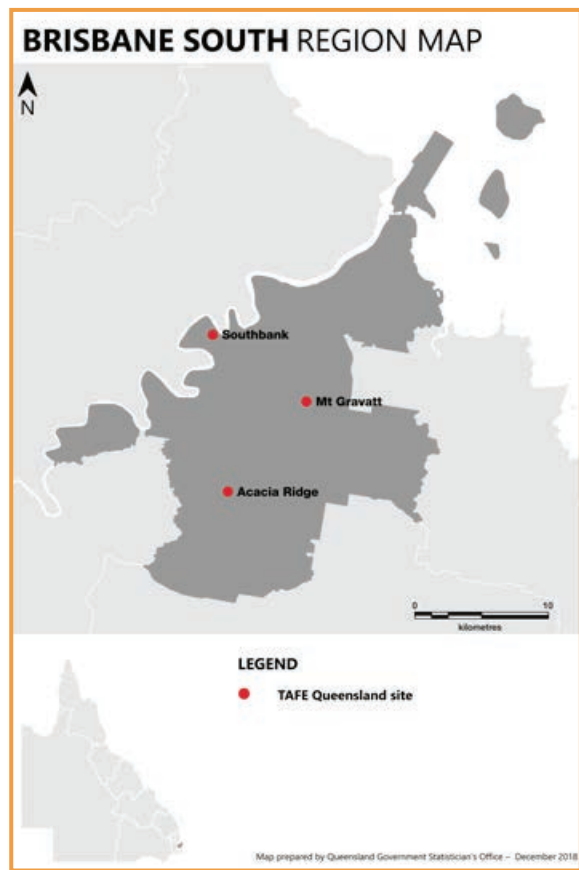 BRISBANE SOUTH REGION MAP
N
Southbank
Mt Gravatt
Acacia Ridge
0 10
kilometres
LEGEND
TAFE Queensland site
Map prepared by Queensland Government Statistician's Office – December 2018